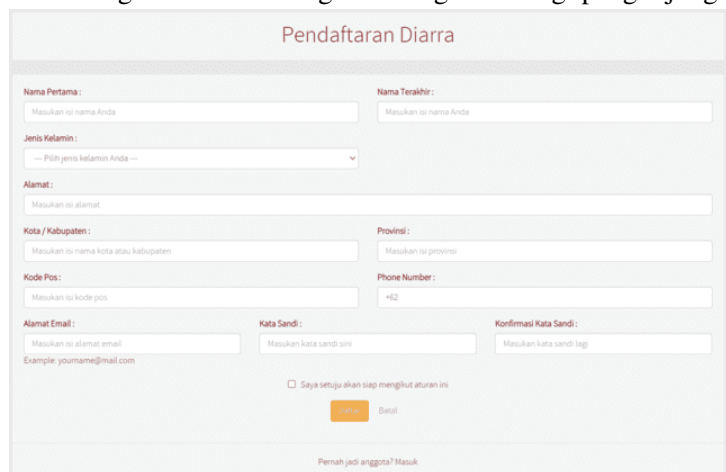 Pendaftaran Diarra
Nama Pertama :
Nama Terakhir :
Masukan isi nama Anda
Masukan isi nama Anda
Jenis Kelamin :
--- Pilih jenis kelamin Anda ---
Alamat :
Masukan isi alamat
Kota / Kabupaten :
Provinsi :
Masukan isi nama kota atau kabupaten
Masukan isi provinsi
Kode Pos :
Phone Number :
Masukan isi kode pos
+62
Alamat Email :
Kata Sandi :
Konfirmasi Kata Sandi :
Masukan isi alamat email
Masukan kata sandi sini
Masukan kata sandi lagi
Example: yourname@mail.com
Saya setuju akan siap mengikut aturan ini
Batal
Pernah jadi anggota? Masuk